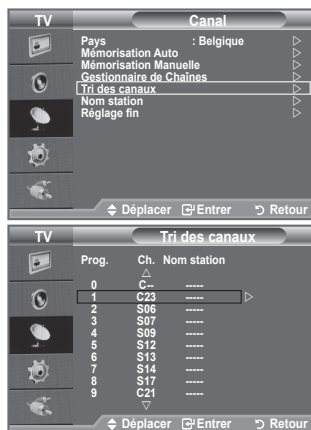 TV Canal
Pays : Belgique
Mémorisation Auto
Mémorisation Manuelle
Gestionnaire de Chaînes
Tri des canaux
Nom station
Réglage fin
Déplacer Entrer Retour
TV Tri des canaux
Prog. Ch. Nom station
0 C-- -----
1 C23 -----
2 S06 -----
3 S07 -----
4 S09 -----
5 S12 -----
6 S13 -----
7 S14 -----
8 S17 -----
9 C21 -----
Déplacer Entrer Retour